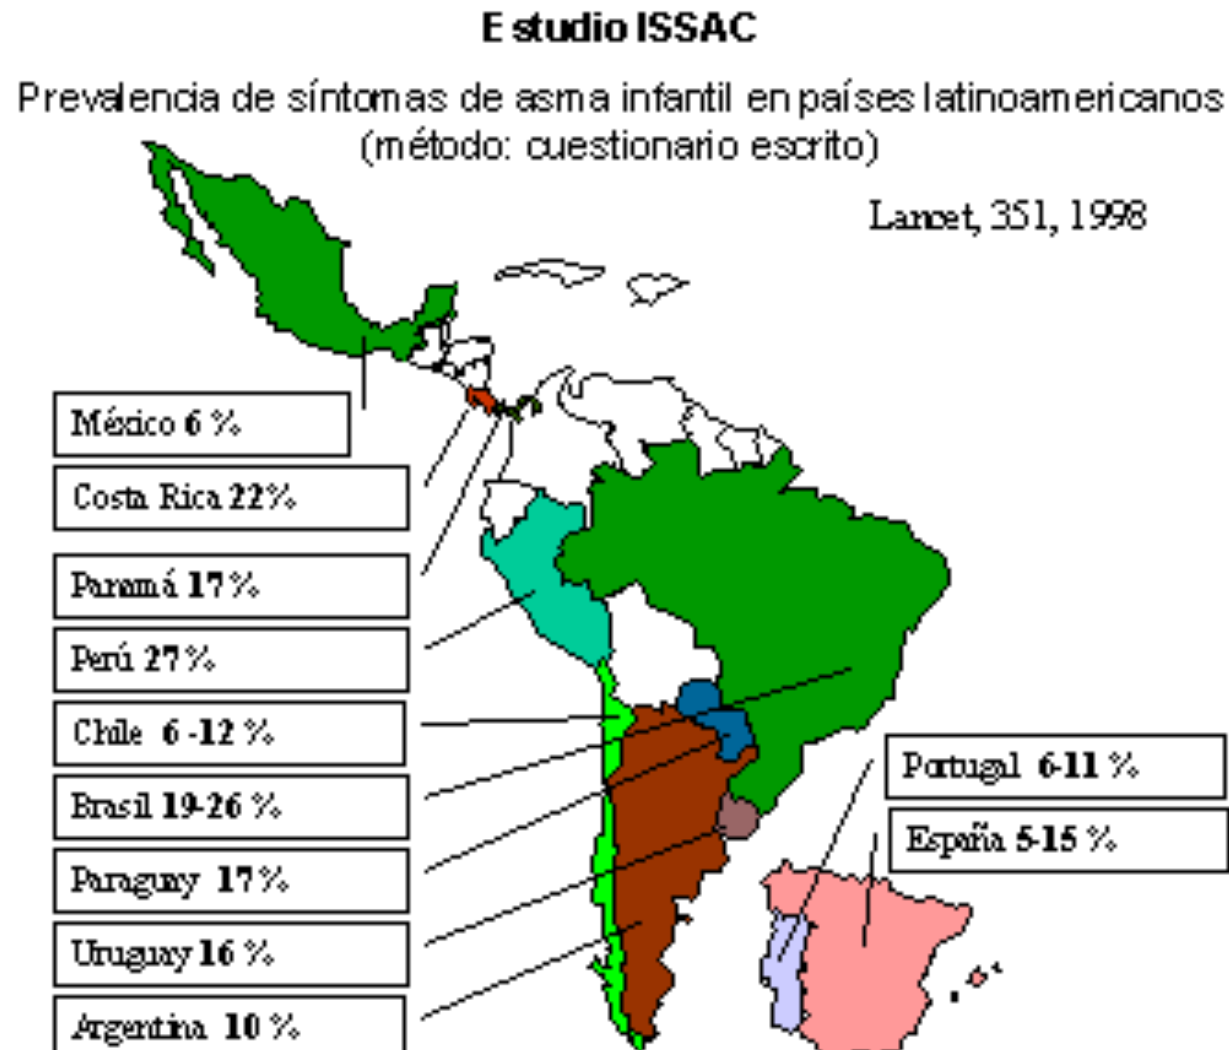 Estudio ISSAC
Prevalencia de síntomas de asma infantil en países latinoamericanos
(método: cuestionario escrito)
Lancet, 351, 1998
México 6 %
Costa Rica 22%
Panamá 17%
Perú 27%
Chile 6 -12 %
Brasil 19-26 %
Paraguay 17%
Uruguay 16 %
Argentina 10 %
Portugal 6-11 %
España 5-15 %